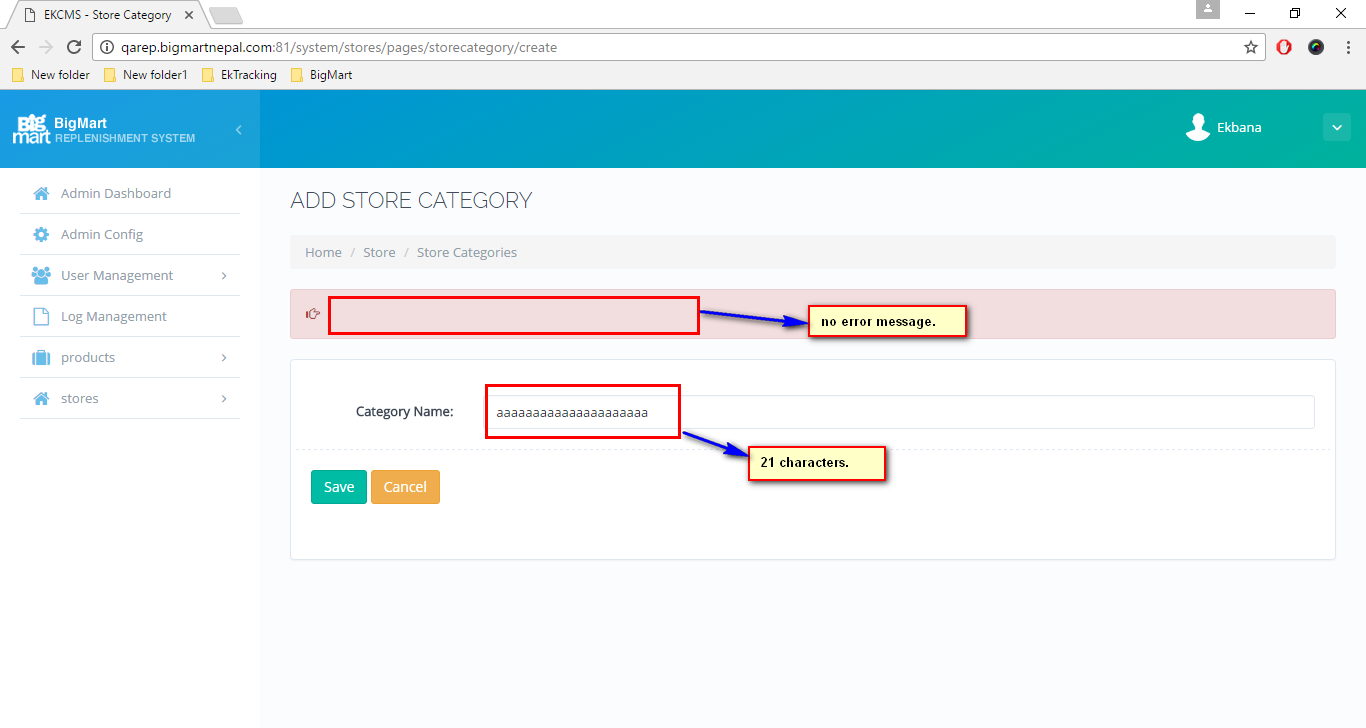 EKCMS - Store Category
qarep.bigmartnepal.com:81/system/stores/pages/storecategory/create
New folder
New folder1
EkTracking
BigMart
Big
mart
BigMart
REPLENISHMENT SYSTEM
Ekbana
Admin Dashboard
Admin Config
User Management
Log Management
products
stores
ADD STORE CATEGORY
Home / Store / Store Categories
no error message.
Category Name:
aaaaaaaaaaaaaaaaaaaaa
21 characters.
Save
Cancel